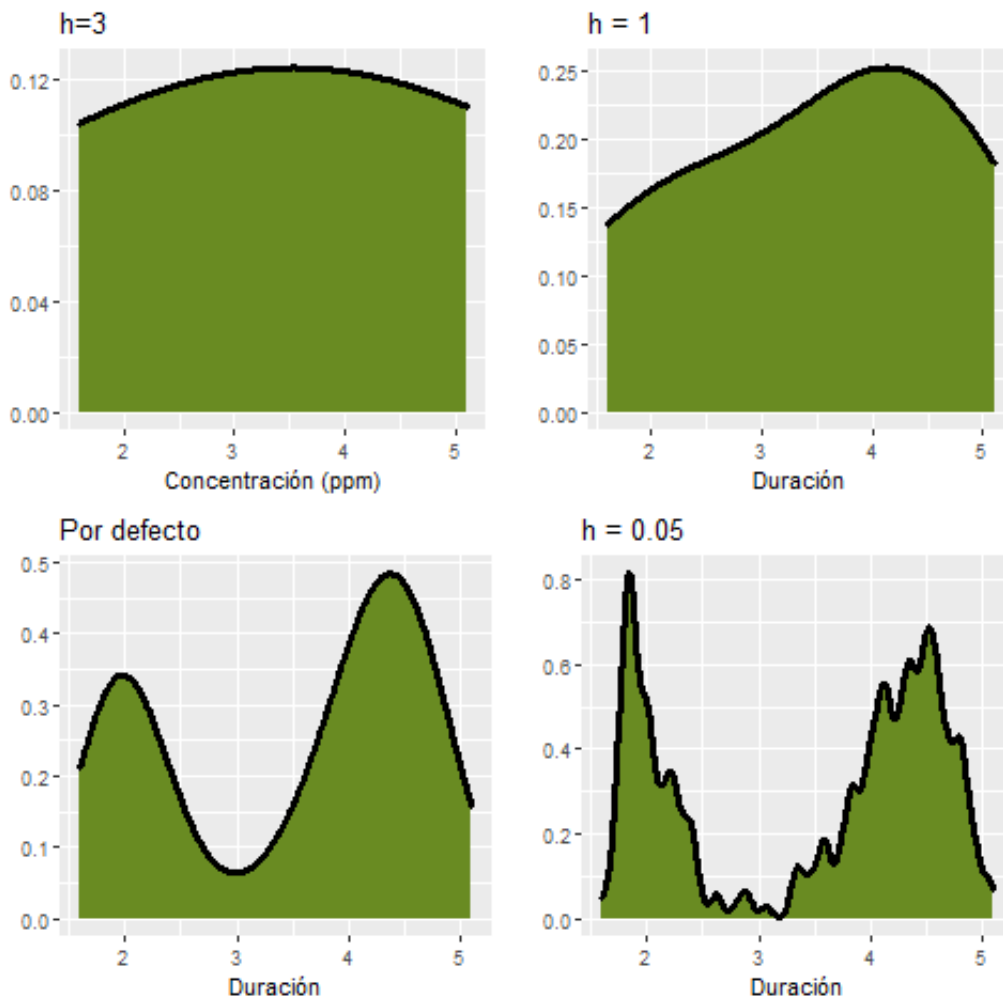 h=3
0.12
0.08
0.04
0.00
2 3 4 5
Concentración (ppm)
h = 1
0.25
0.20
0.15
0.10
0.05
0.00
2 3 4 5
Duración
Por defecto
0.5
0.4
0.3
0.2
0.1
0.0
2 3 4 5
Duración
h = 0.05
0.8
0.6
0.4
0.2
0.0
2 3 4 5
Duración